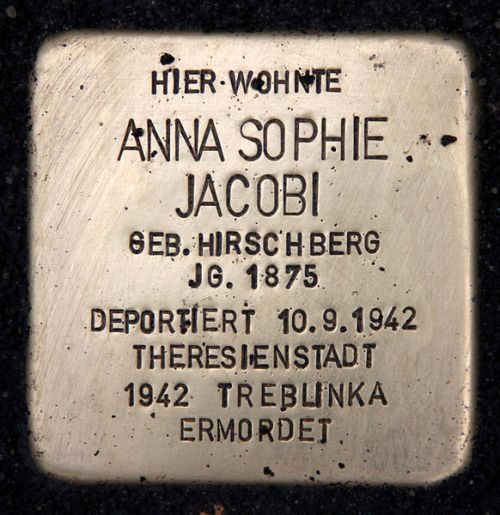 HIER WOHNTE
ANNA SOPHIE
JACOBI
GEB. HIRSCHBERG
JG. 1875
DEPORTIERT 10.9.1942
THERESIENSTADT
1942 TREBLINKA
ERMORDET